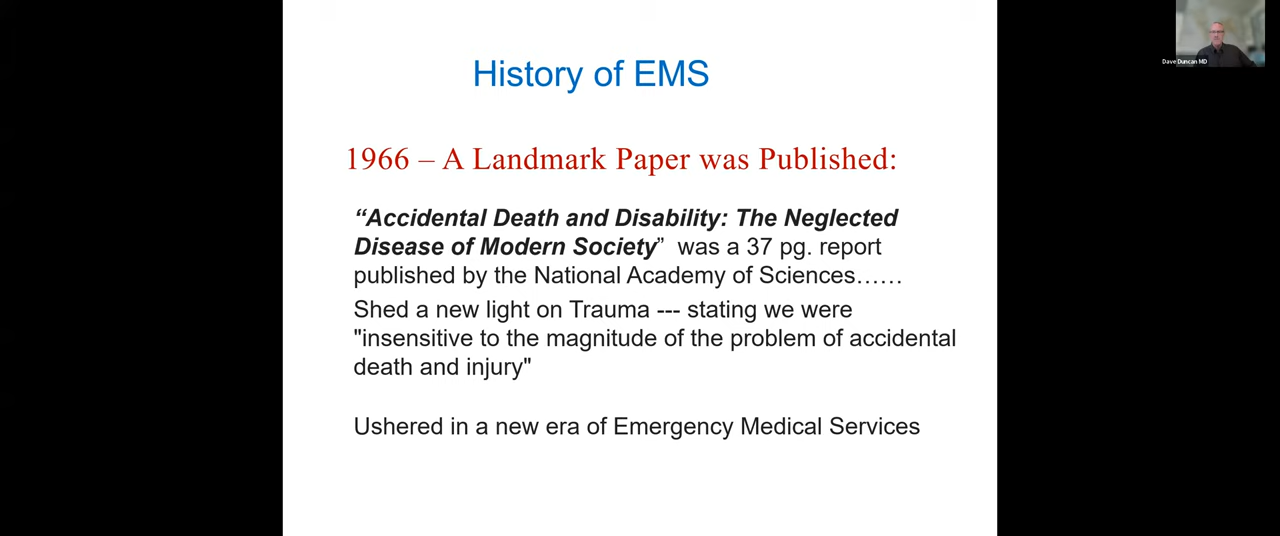 History of EMS
1966 – A Landmark Paper was Published:
“Accidental Death and Disability: The Neglected
Disease of Modern Society”  was a 37 pg. report
published by the National Academy of Sciences……
Shed a new light on Trauma --- stating we were
"insensitive to the magnitude of the problem of accidental
death and injury"
Ushered in a new era of Emergency Medical Services
Dave Duncan MD